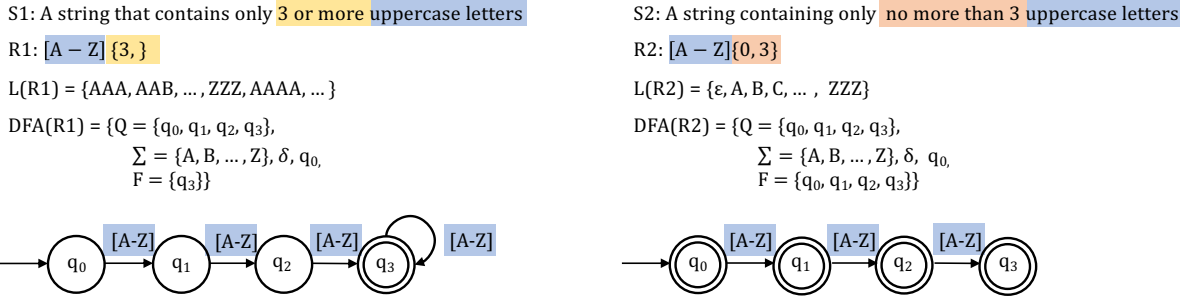 S1: A string that contains only 3 or more uppercase letters
R1: [A − Z] {3, }
L(R1) = {AAA, AAB, … , ZZZ, AAAA, … }
DFA(R1) = {Q = {q₀, q₁, q₂, q₃},
∑ = {A, B, … , Z}, δ, q₀,
F = {q₃}}
[A-Z] [A-Z] [A-Z] [A-Z]
q₀ q₁ q₂ q₃
S2: A string containing only no more than 3 uppercase letters
R2: [A − Z]{0, 3}
L(R2) = {ε, A, B, C, … , ZZZ}
DFA(R2) = {Q = {q₀, q₁, q₂, q₃},
∑ = {A, B, … , Z}, δ, q₀,
F = {q₀, q₁, q₂, q₃}}
[A-Z] [A-Z] [A-Z]
q₀ q₁ q₂ q₃